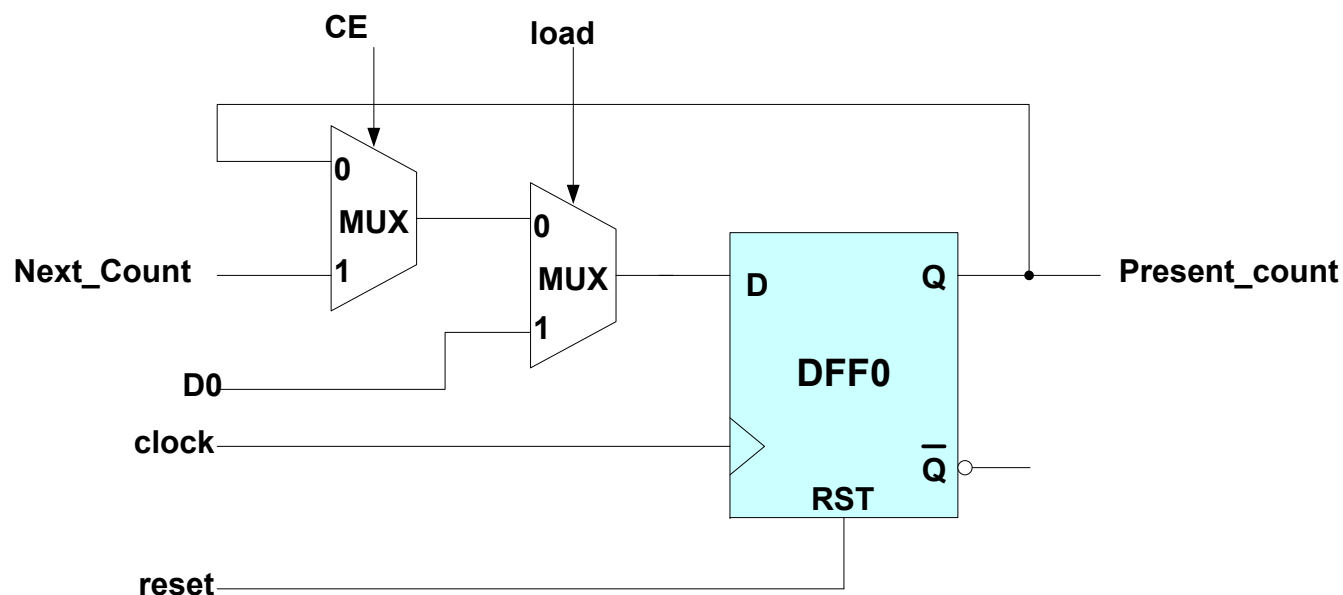 CE
load
0
MUX
1
0
MUX
1
Next_Count
D0
clock
reset
D
Q
DFF0
Q̅
RST
Present_count